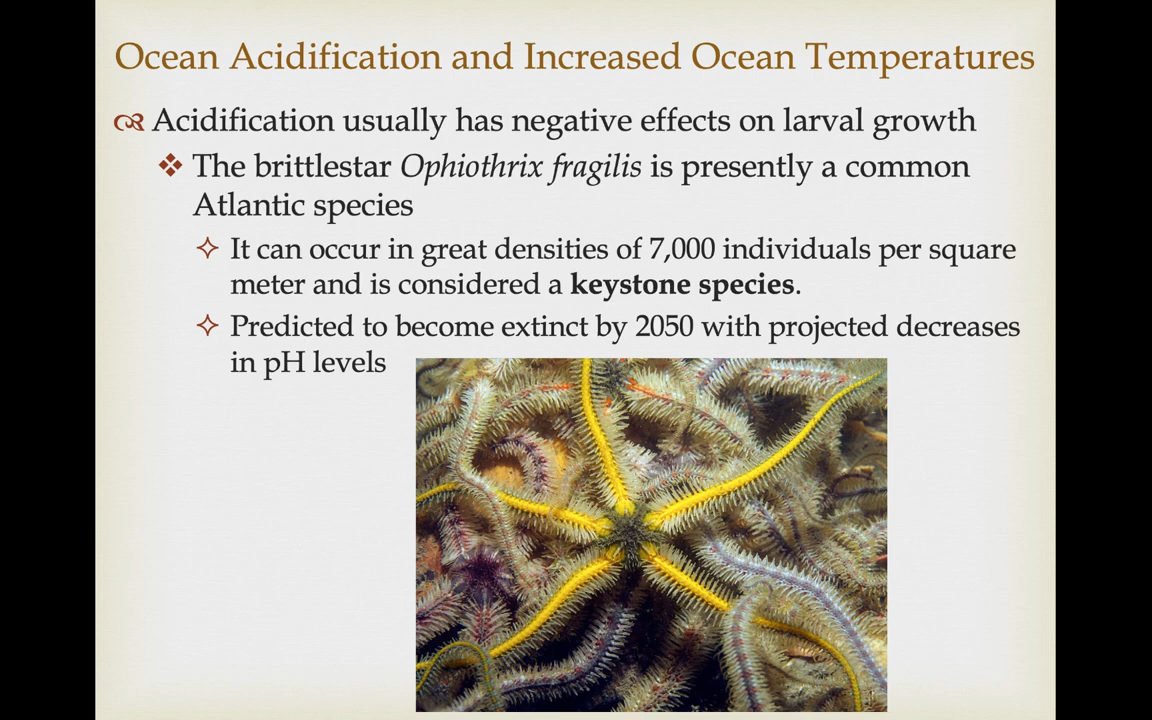 Ocean Acidification and Increased Ocean Temperatures
Acidification usually has negative effects on larval growth
The brittlestar Ophiothrix fragilis is presently a common
Atlantic species
It can occur in great densities of 7,000 individuals per square
meter and is considered a keystone species.
Predicted to become extinct by 2050 with projected decreases
in pH levels